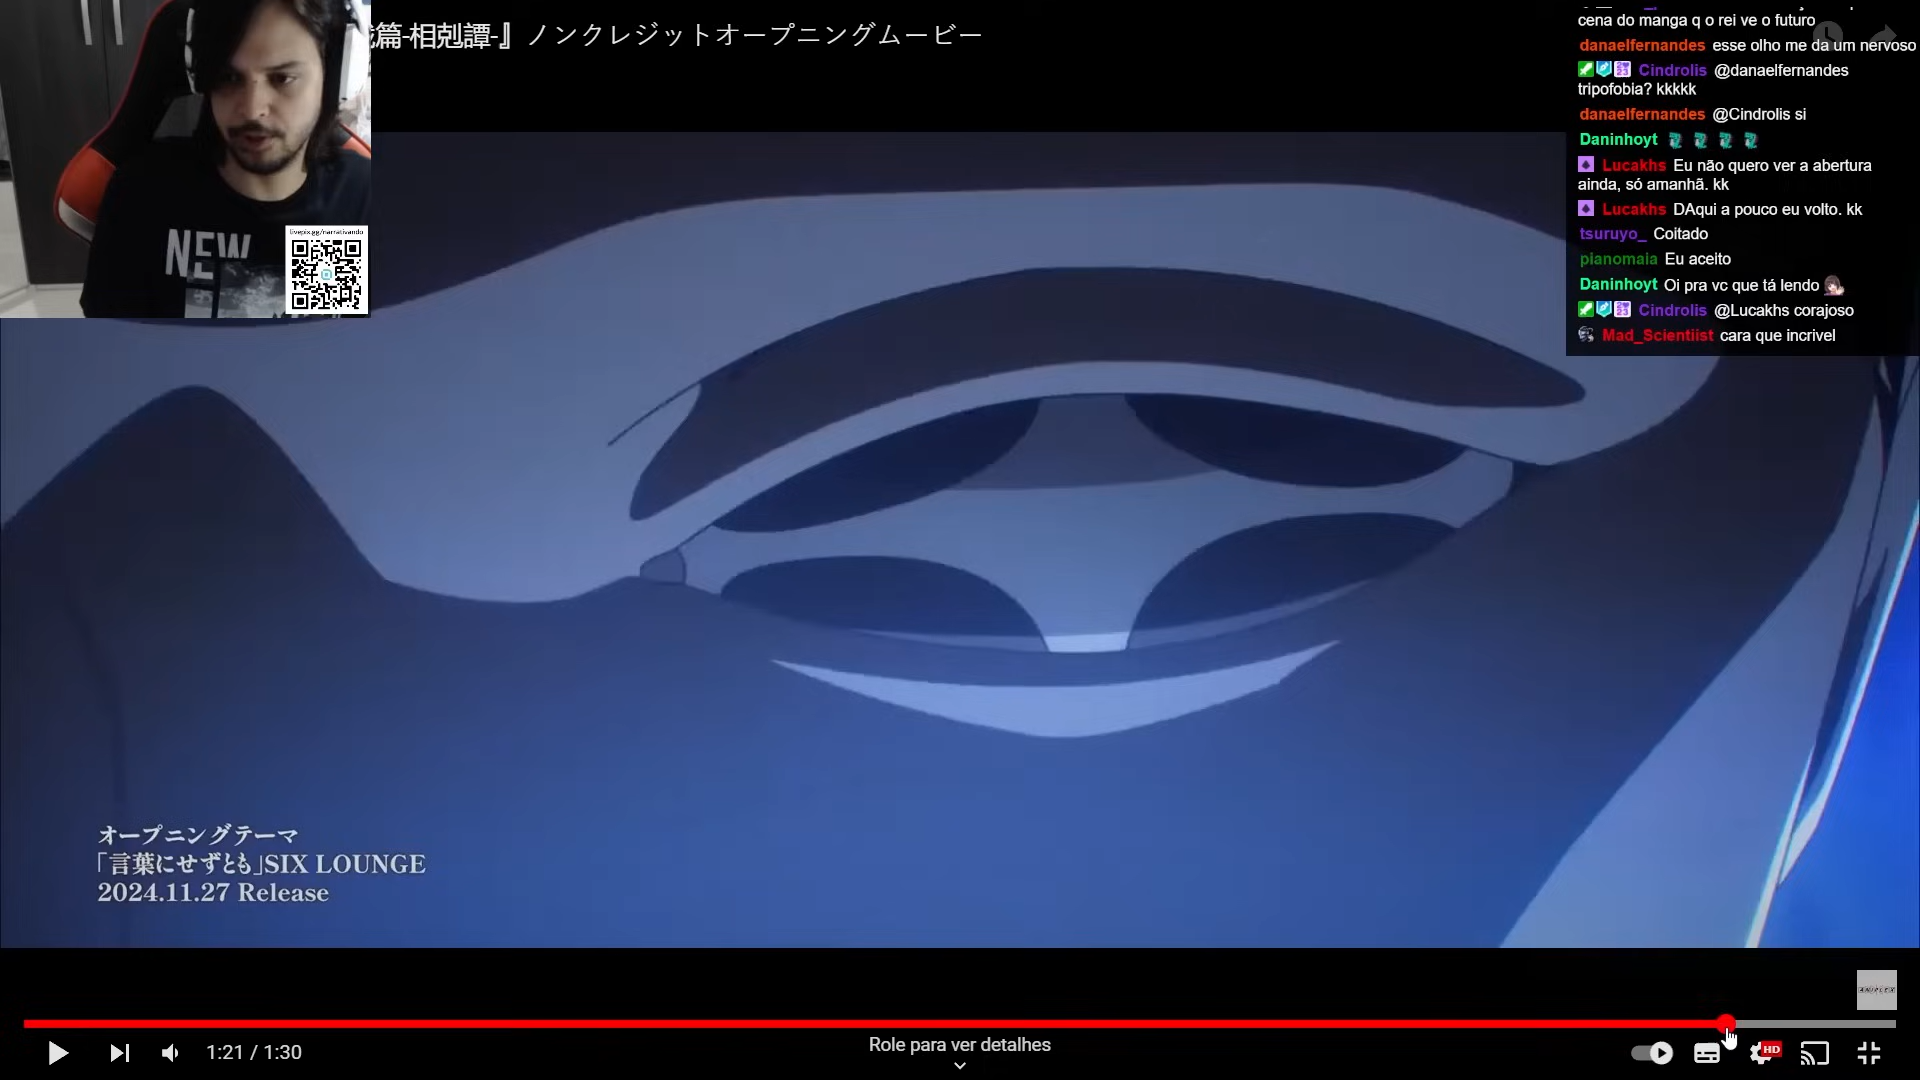 篇-相剋譚-』ノンクレジットオープニングムービー
NEW
livepix.gg/narrativando
cena do manga q o rei ve o futuro
danaelfernandes esse olho me da um nervoso
Cindrolis @danaelfernandes
tripofobia? kkkkk
danaelfernandes @Cindrolis si
Daninhoyt
Lucakhs Eu não quero ver a abertura
ainda, só amanhã. kk
Lucakhs DAqui a pouco eu volto. kk
tsuruyo_ Coitado
pianomaia Eu aceito
Daninhoyt Oi pra vc que tá lendo
Cindrolis @Lucakhs corajoso
Mad_Scientiist cara que incrivel
オープニングテーマ
「言葉にせずとも」SIX LOUNGE
2024.11.27 Release
ANIPLEX
1:21 / 1:30
Role para ver detalhes
HD